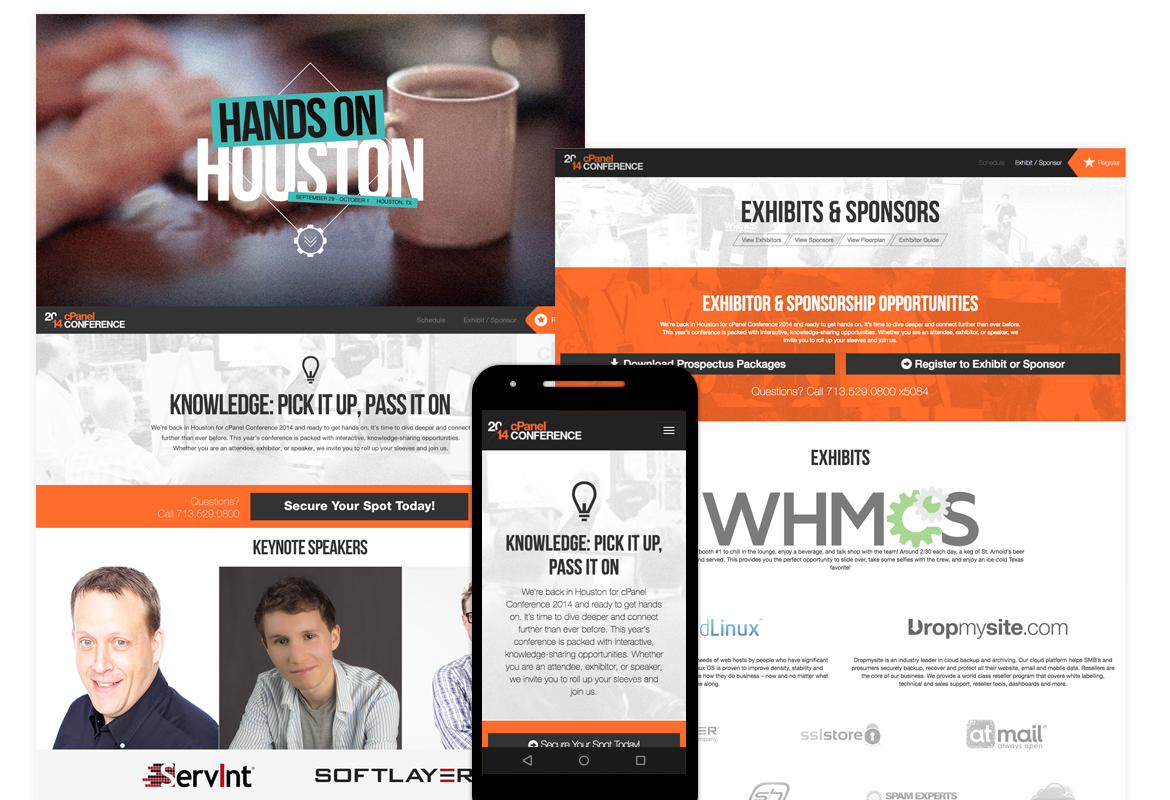 HANDS ON
HOUSTON
SEPTEMBER 29 - OCTOBER 1 HOUSTON, TX
20 cPanel
14 CONFERENCE
Schedule
Exhibit / Sponsor
KNOWLEDGE: PICK IT UP, PASS IT ON
We're back in Houston for cPanel Conference 2014 and ready to get hands on. It's time to dive deeper and connect
further than ever before. This year's conference is packed with interactive, knowledge-sharing opportunities.
Whether you are an attendee, exhibitor, or speaker, we invite you to roll up your sleeves and join us.
Questions?
Call 713.529.0800
Secure Your Spot Today!
KEYNOTE SPEAKERS
ServInt
SOFTLAYER
20 cPanel
14 CONFERENCE
Schedule
Exhibit / Sponsor
Register
EXHIBITS & SPONSORS
View Exhibitors
View Sponsors
View Floorplan
Exhibitor Guide
EXHIBITOR & SPONSORSHIP OPPORTUNITIES
We're back in Houston for cPanel Conference 2014 and ready to get hands on. It's time to dive deeper and connect further than ever before.
This year's conference is packed with interactive, knowledge-sharing opportunities. Whether you are an attendee, exhibitor, or speaker, we
invite you to roll up your sleeves and join us.
Download Prospectus Packages
Register to Exhibit or Sponsor
Questions? Call 713.529.0800 x5084
EXHIBITS
WHMCS
booth #1 to chill in the lounge, enjoy a beverage, and talk shop with the team! Around 2:30 each day, a keg of St. Arnold's beer
and served. This provides you the perfect opportunity to slide over, take some selfies with the crew, and enjoy an ice-cold Texas
favorite!
dLinux
needs of web hosts by people who have significant
ux OS is proven to improve density, stability and
e how they do business – now and no matter what
es along.
Dropmysite.com
Dropmysite is an industry leader in cloud backup and archiving. Our cloud platform helps SMB's and
prosumers securely backup, recover and protect all their website, email and mobile data. Resellers are
the core of our business. We provide a world class reseller program that covers white labelling,
technical and sales support, reseller tools, dashboards and more.
ER
mpany
sslstore
atmail
always open
SPAM EXPERTS
20 cPanel
14 CONFERENCE
KNOWLEDGE: PICK IT UP,
PASS IT ON
We're back in Houston for cPanel
Conference 2014 and ready to get hands
on. It's time to dive deeper and connect
further than ever before. This year's
conference is packed with interactive,
knowledge-sharing opportunities. Whether
you are an attendee, exhibitor, or speaker,
we invite you to roll up your sleeves and
join us.
Secure Your Spot Today!